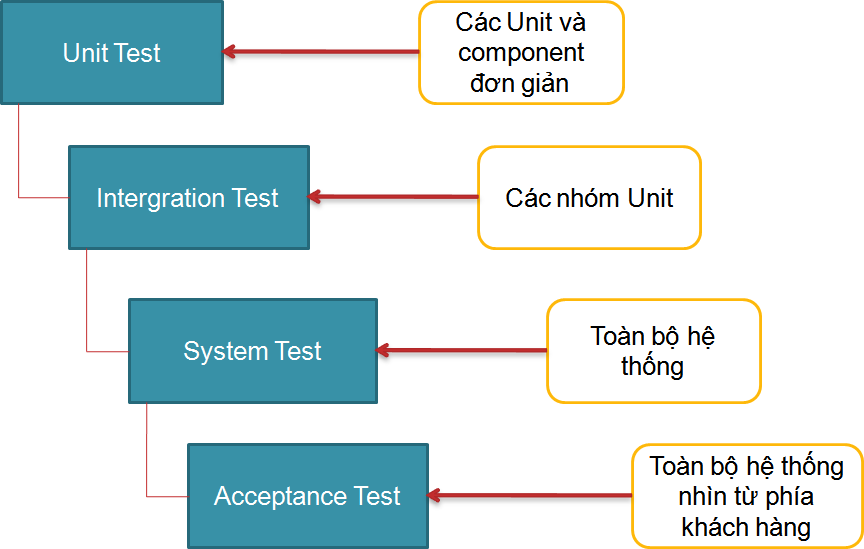 Unit Test
Các Unit và
component
đơn giản
Intergration Test
Các nhóm Unit
System Test
Toàn bộ hệ
thống
Acceptance Test
Toàn bộ hệ thống
nhìn từ phía
khách hàng